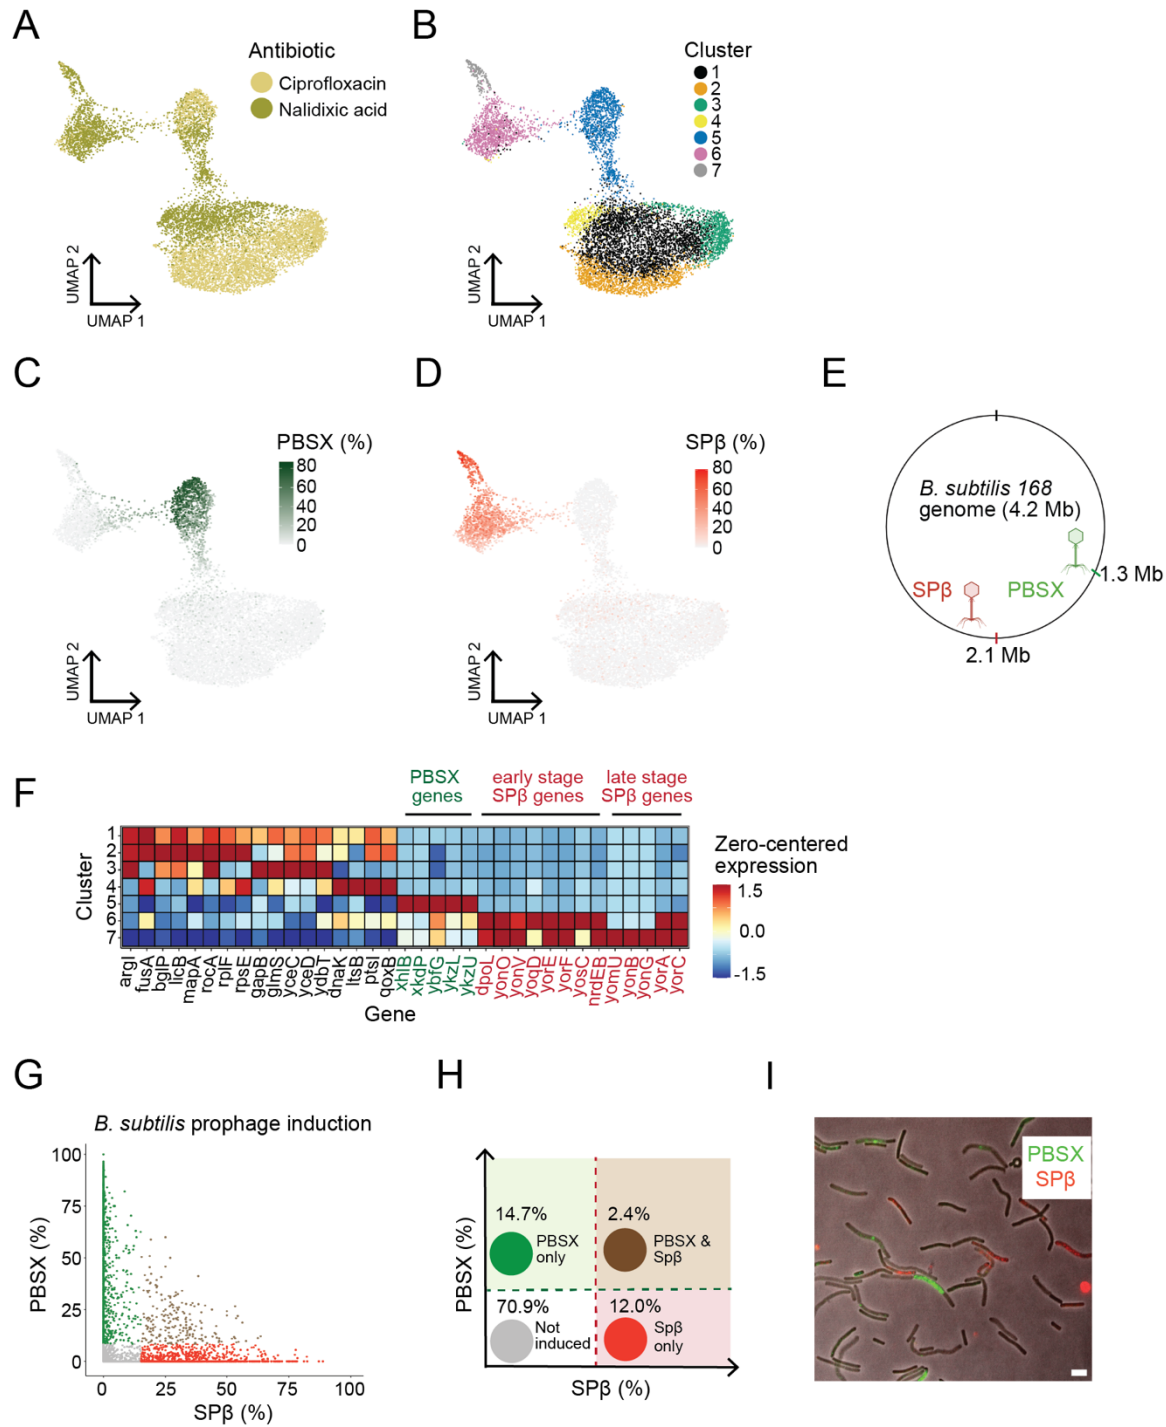 A
Antibiotic
Ciprofloxacin
Nalidixic acid
UMAP 2
UMAP 1
B
Cluster
1
2
3
4
5
6
7
UMAP 2
UMAP 1
C
PBSX (%)
80
60
40
20
0
UMAP 2
UMAP 1
D
SPβ (%)
80
60
40
20
0
UMAP 2
UMAP 1
E
B. subtilis 168
genome (4.2 Mb)
SPβ
PBSX
1.3 Mb
2.1 Mb
F
PBSX
genes
early stage
SPβ genes
late stage
SPβ genes
Cluster
1
2
3
4
5
6
7
argI
fusA
bglP
licB
mapA
rocA
rplF
rpsE
gapB
glmS
yceC
yceD
ydbT
dnaK
ltsB
ptsI
qoxB
xhlB
xkdP
ybfG
ykzL
ykzU
dpoL
yonO
yonV
yoqD
yorE
yorF
yosC
nrdEB
yomU
yonB
yonG
yorA
yorC
Gene
Zero-centered
expression
1.5
0.0
-1.5
G
B. subtilis prophage induction
PBSX (%)
100
75
50
25
0
0
25
50
75
100
SPβ (%)
H
PBSX (%)
14.7%
PBSX
only
2.4%
PBSX &
Spβ
70.9%
Not
induced
12.0%
Spβ
only
SPβ (%)
I
PBSX
SPβ